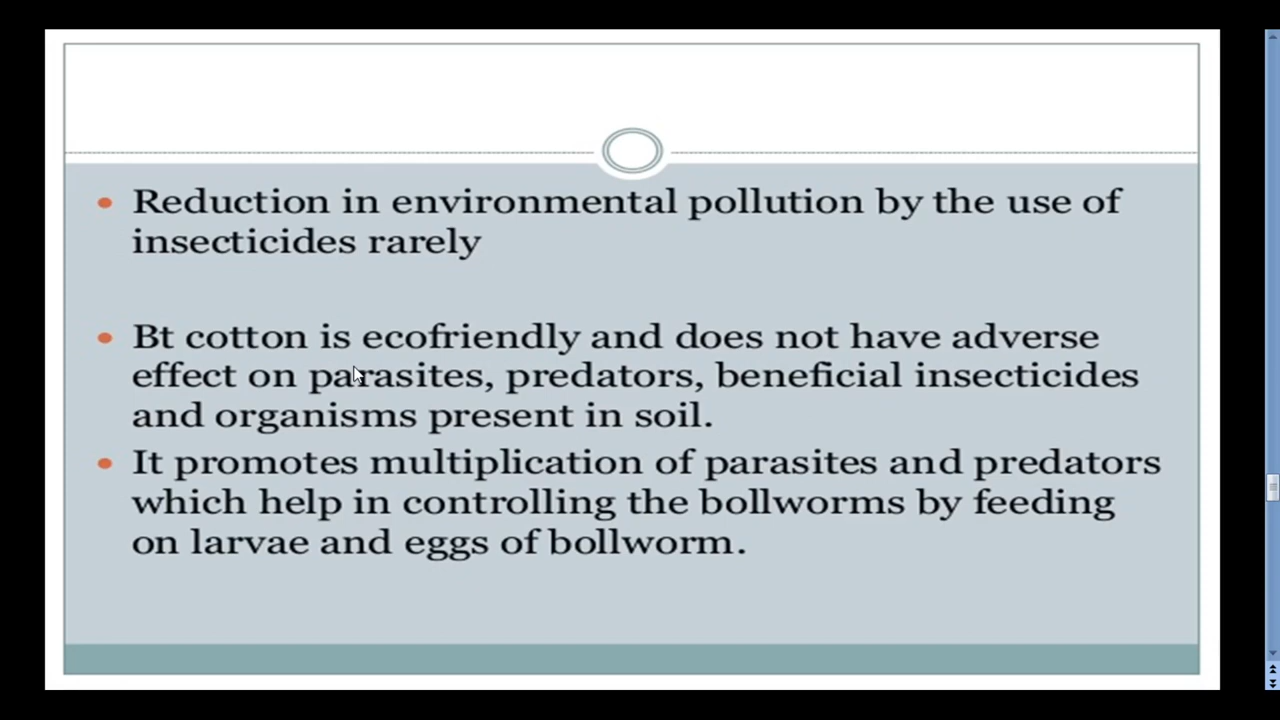 Reduction in environmental pollution by the use of
insecticides rarely
Bt cotton is ecofriendly and does not have adverse
effect on parasites, predators, beneficial insecticides
and organisms present in soil.
It promotes multiplication of parasites and predators
which help in controlling the bollworms by feeding
on larvae and eggs of bollworm.